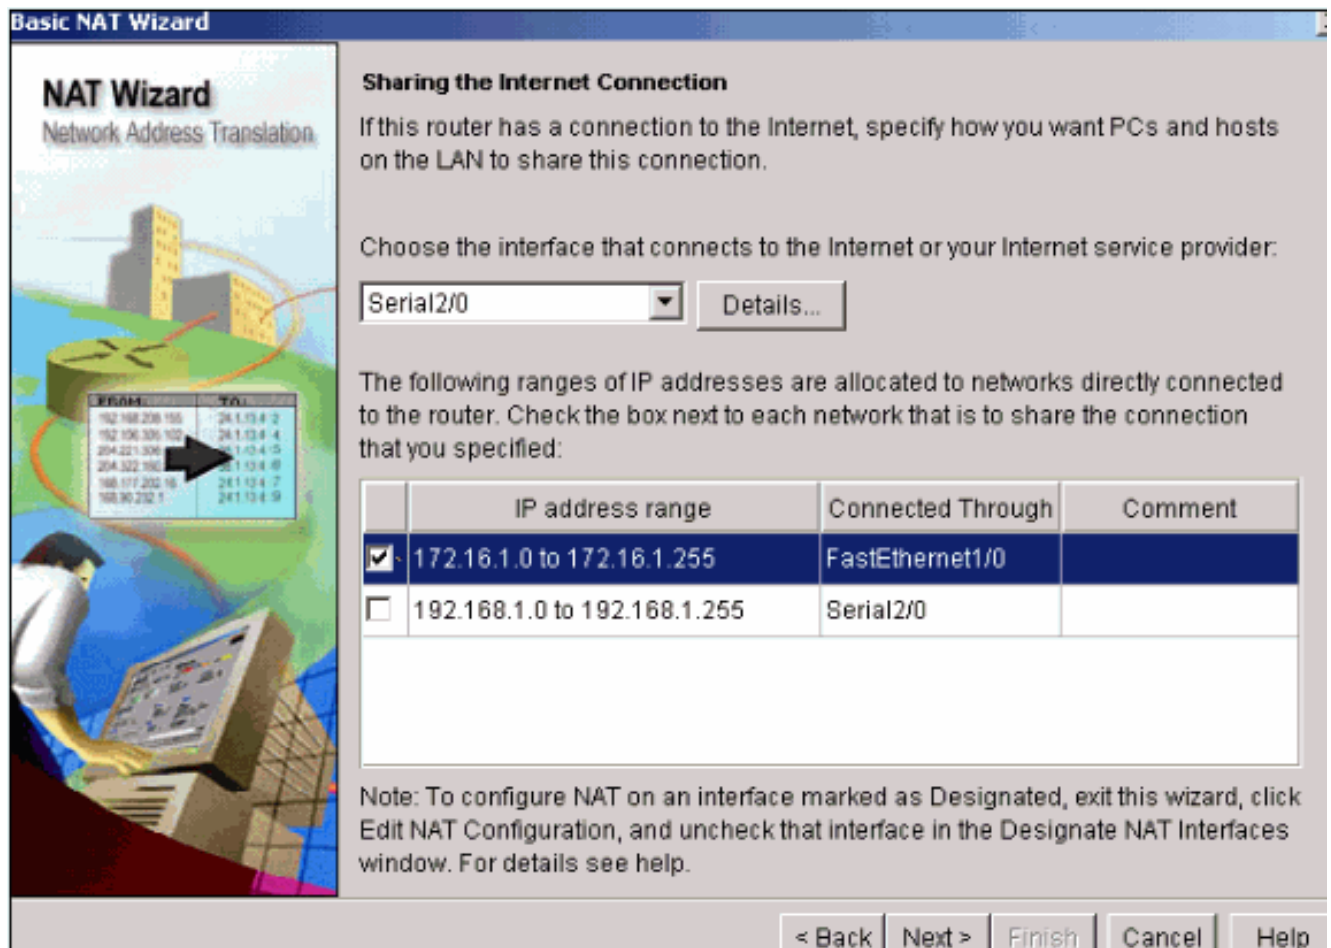 Basic NAT Wizard
NAT Wizard
Network Address Translation
Sharing the Internet Connection
If this router has a connection to the Internet, specify how you want PCs and hosts
on the LAN to share this connection.
Choose the interface that connects to the Internet or your Internet service provider:
Serial2/0
Details...
The following ranges of IP addresses are allocated to networks directly connected
to the router. Check the box next to each network that is to share the connection
that you specified:
IP address range Connected Through Comment
172.16.1.0 to 172.16.1.255 FastEthernet1/0
192.168.1.0 to 192.168.1.255 Serial2/0
FROM: TO:
192.168.208.155
Note: To configure NAT on an interface marked as Designated, exit this wizard, click
Edit NAT Configuration, and uncheck that interface in the Designate NAT Interfaces
window. For details see help.
< Back Next > Finish Cancel Help